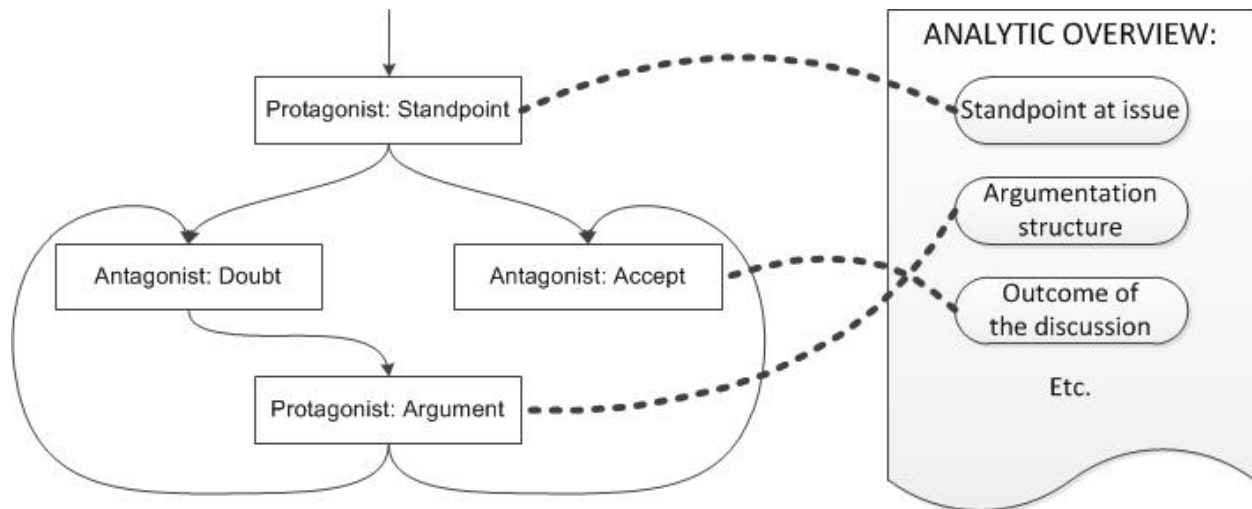 Protagonist: Standpoint
Antagonist: Doubt
Antagonist: Accept
Protagonist: Argument
ANALYTIC OVERVIEW:
Standpoint at issue
Argumentation
structure
Outcome of
the discussion
Etc.